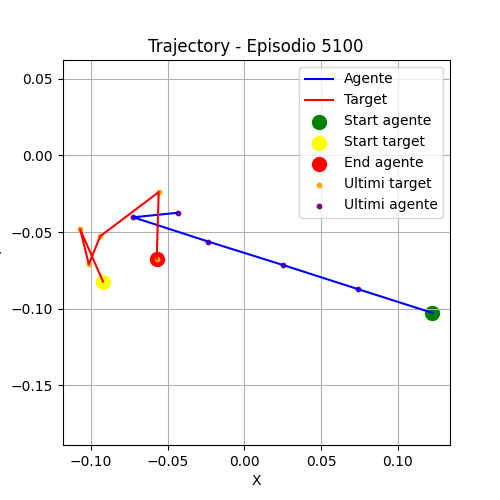 Trajectory - Episodio 5100
Agente
Target
Start agente
Start target
End agente
Ultimi target
Ultimi agente
0.05
0.00
−0.05
−0.10
−0.15
−0.10
−0.05
0.00
0.05
0.10
X